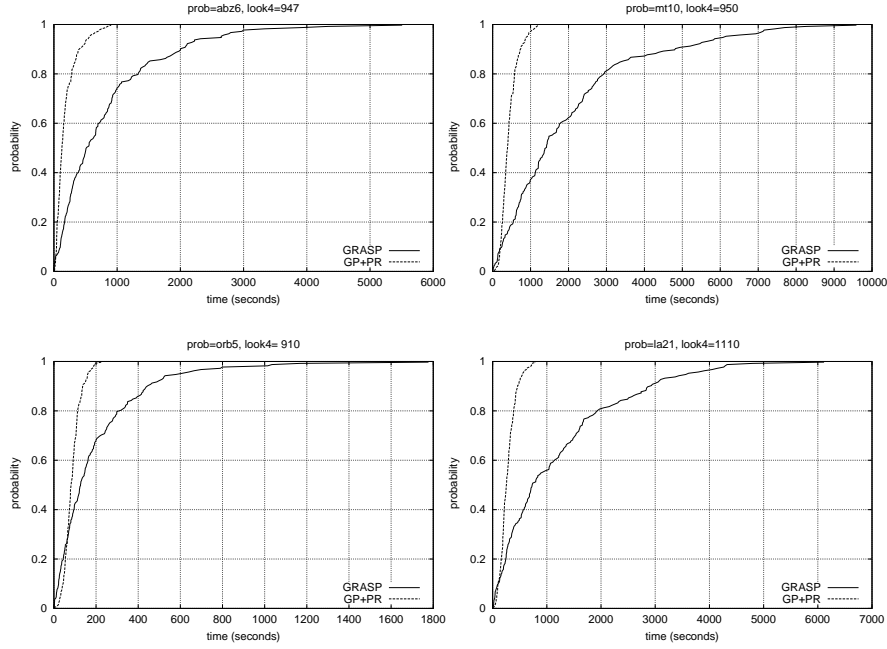 prob=abz6, look4=947
1
0.8
0.6
0.4
0.2
0
probability
0 1000 2000 3000 4000 5000 6000
time (seconds)
GRASP
GP+PR
prob=mt10, look4=950
1
0.8
0.6
0.4
0.2
0
probability
0 1000 2000 3000 4000 5000 6000 7000 8000 9000 10000
time (seconds)
GRASP
GP+PR
prob=orb5, look4= 910
1
0.8
0.6
0.4
0.2
0
probability
0 200 400 600 800 1000 1200 1400 1600 1800
time (seconds)
GRASP
GP+PR
prob=la21, look4=1110
1
0.8
0.6
0.4
0.2
0
probability
0 1000 2000 3000 4000 5000 6000 7000
time (seconds)
GRASP
GP+PR